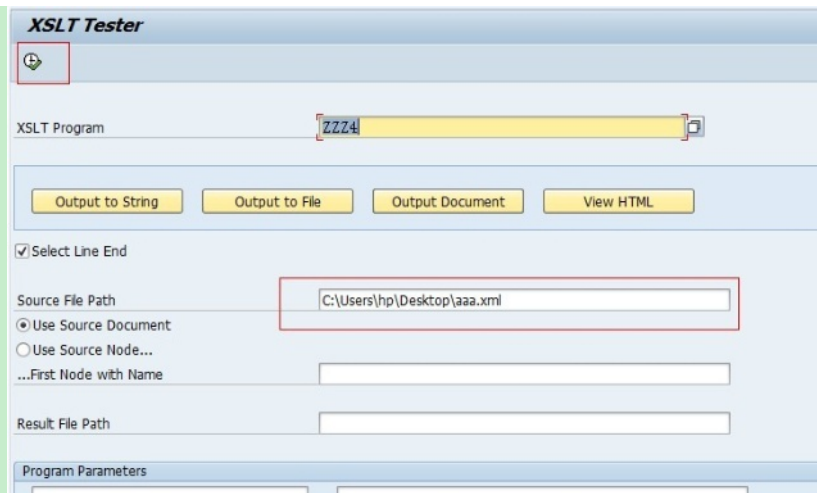 XSLT Tester
XSLT Program ZZZ4
Output to String Output to File Output Document View HTML
Select Line End
Source File Path C:\Users\hp\Desktop\aaa.xml
Use Source Document
Use Source Node...
...First Node with Name
Result File Path
Program Parameters